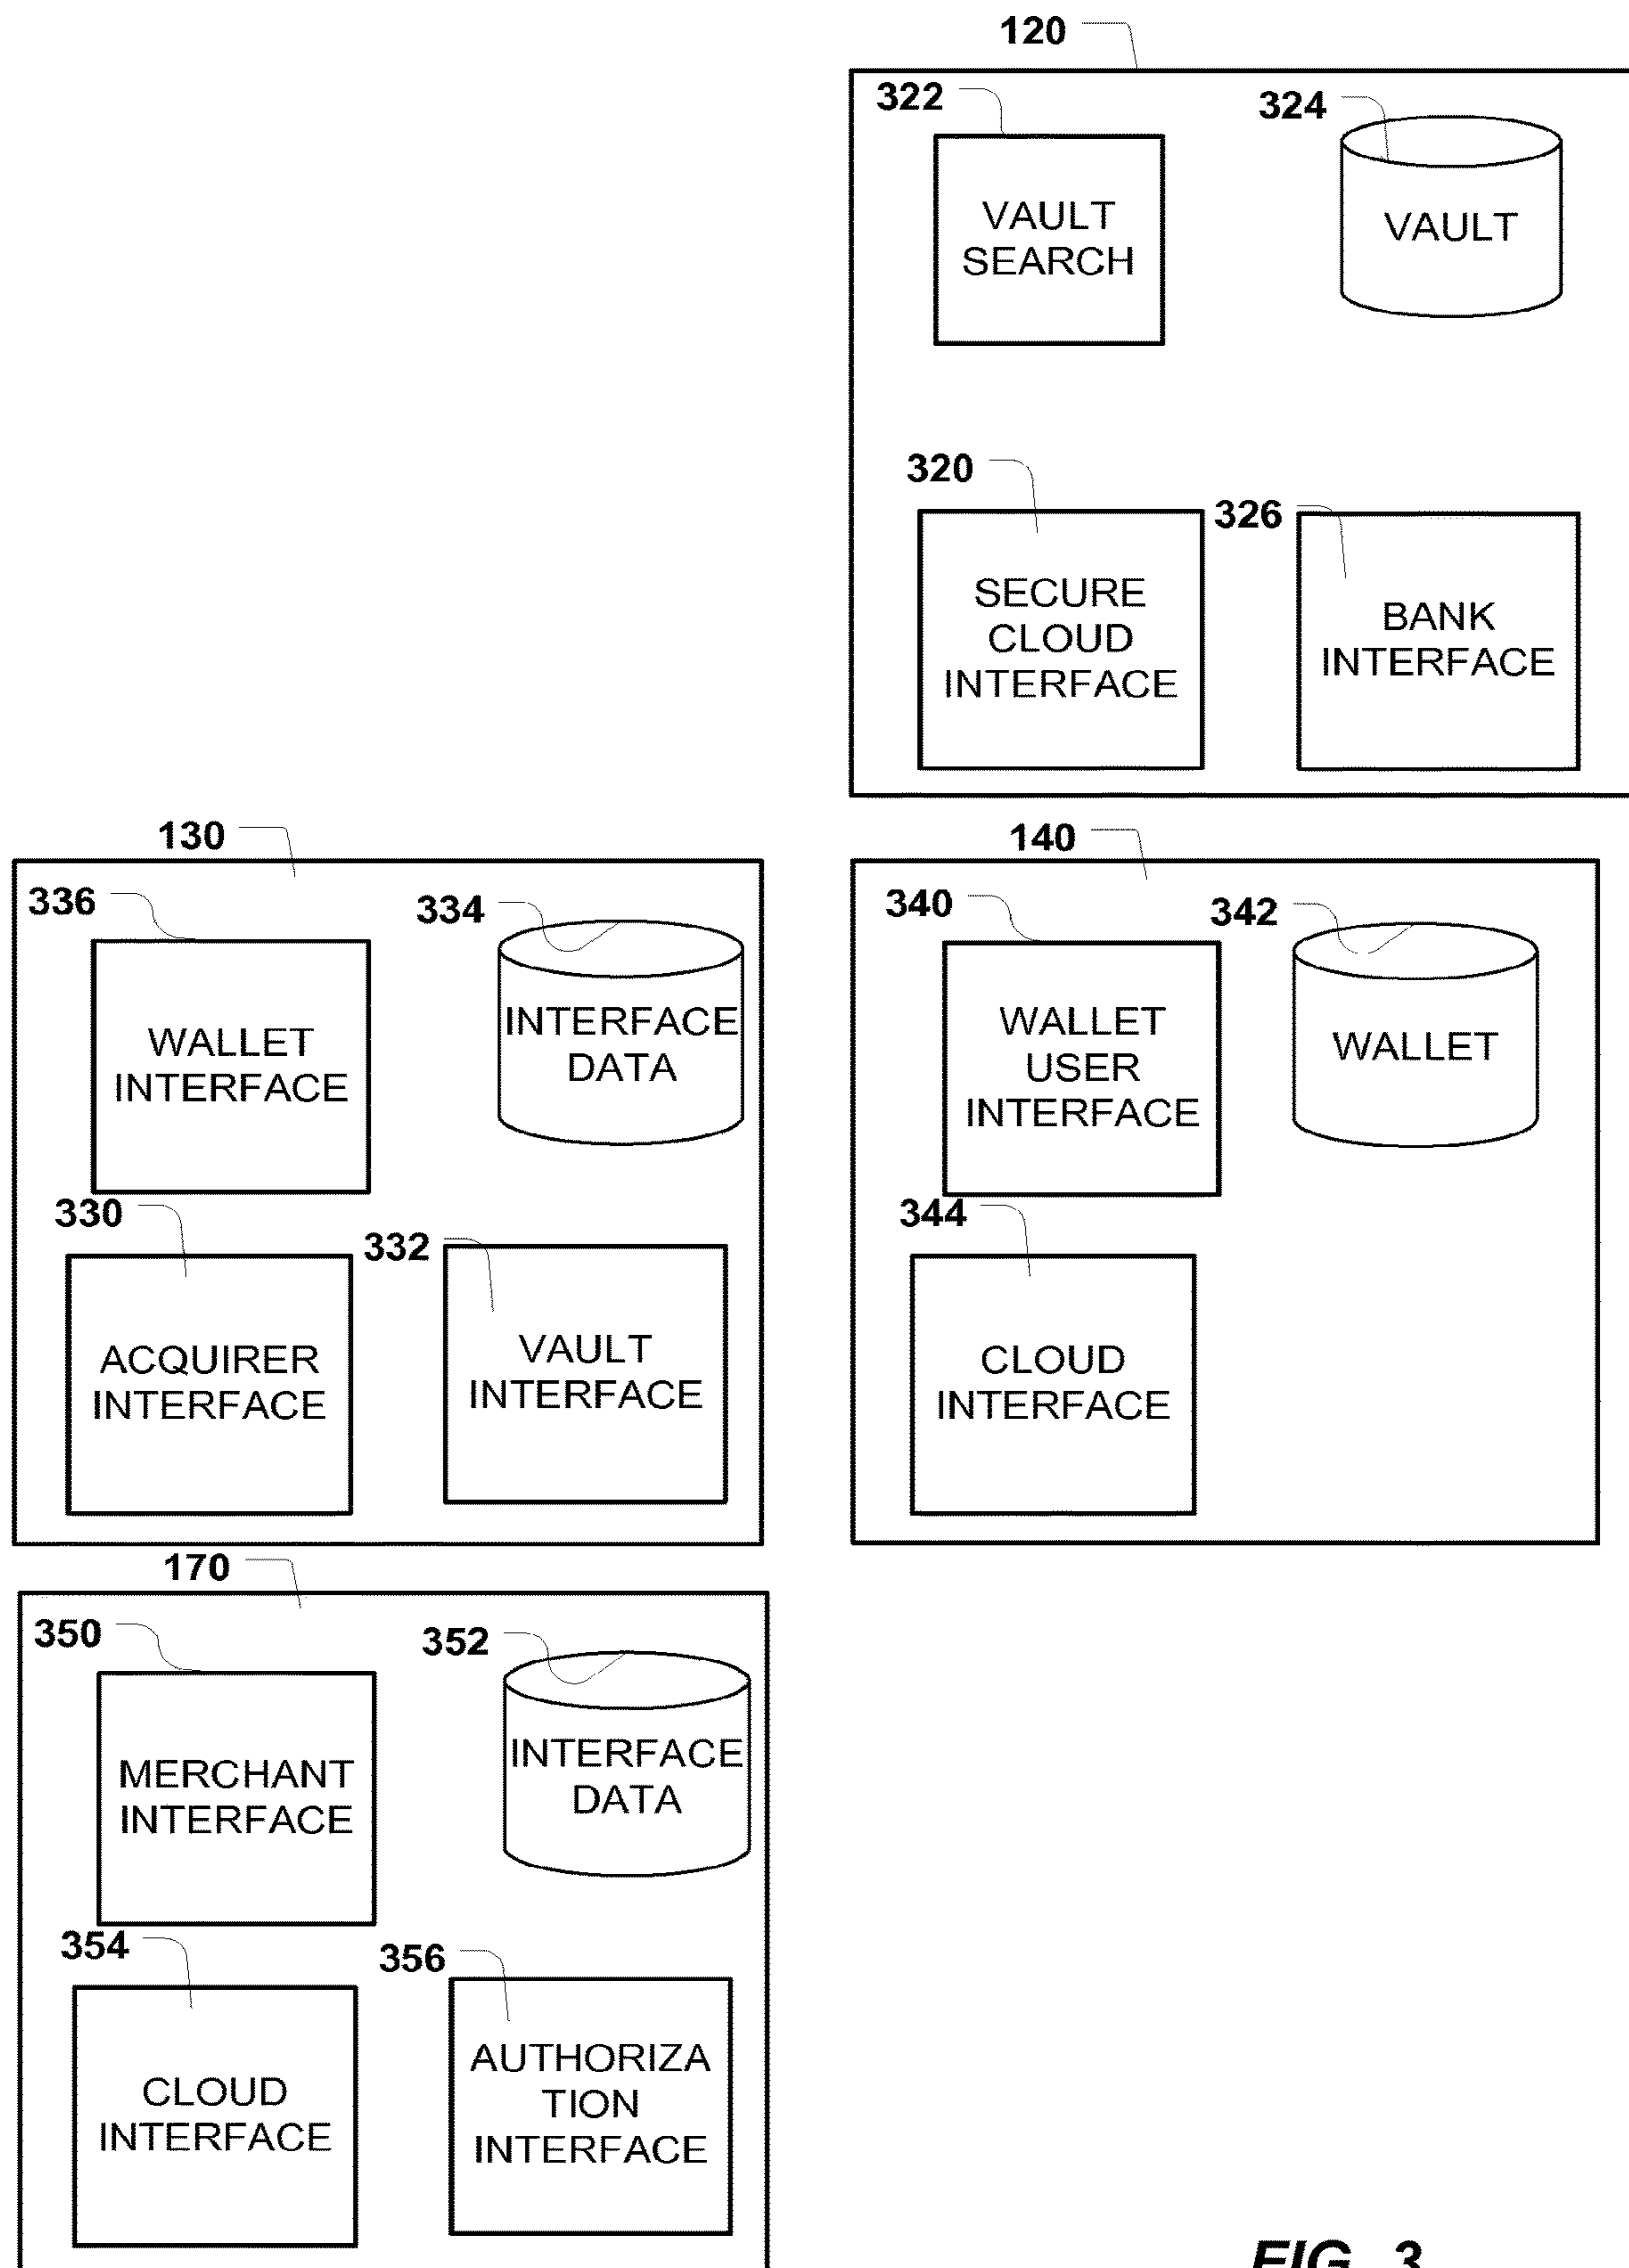 120
322
324
VAULT
SEARCH
VAULT
320
326
SECURE
CLOUD
INTERFACE
BANK
INTERFACE
130
336
334
WALLET
INTERFACE
INTERFACE
DATA
330
332
ACQUIRER
INTERFACE
VAULT
INTERFACE
140
340
342
WALLET
USER
INTERFACE
WALLET
344
CLOUD
INTERFACE
170
350
352
MERCHANT
INTERFACE
INTERFACE
DATA
354
356
CLOUD
INTERFACE
AUTHORIZA
TION
INTERFACE
FIG. 3